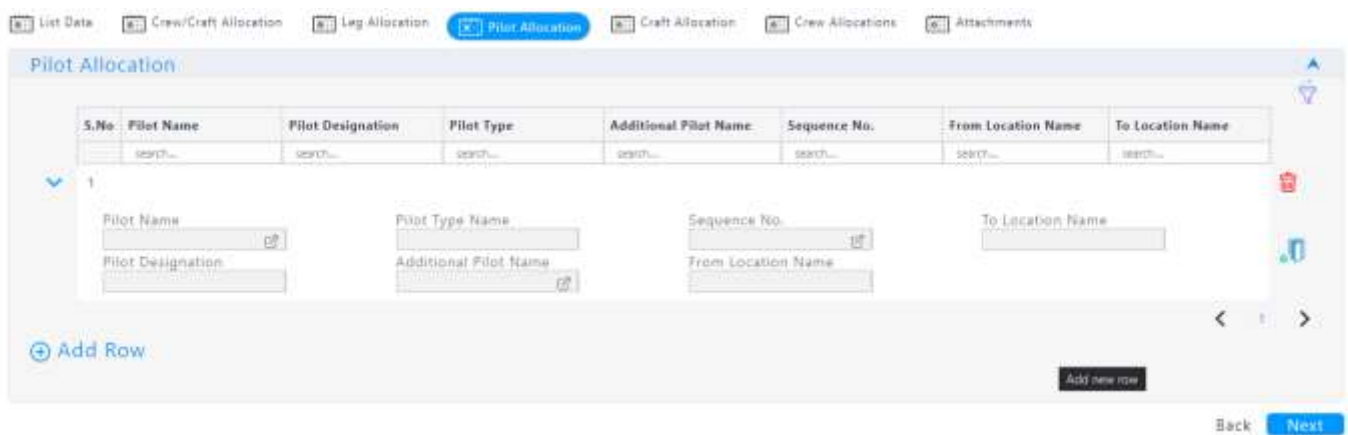 List Data Crew/Craft Allocation Leg Allocation Pilot Allocation Craft Allocation Crew Allocations Attachments
Pilot Allocation
S.No Pilot Name Pilot Designation Pilot Type Additional Pilot Name Sequence No. From Location Name To Location Name
search... search... search... search... search... search... search...
1
Pilot Name Pilot Type Name Sequence No. To Location Name
Pilot Designation Additional Pilot Name From Location Name
1
Add Row
Add new row
Back Next